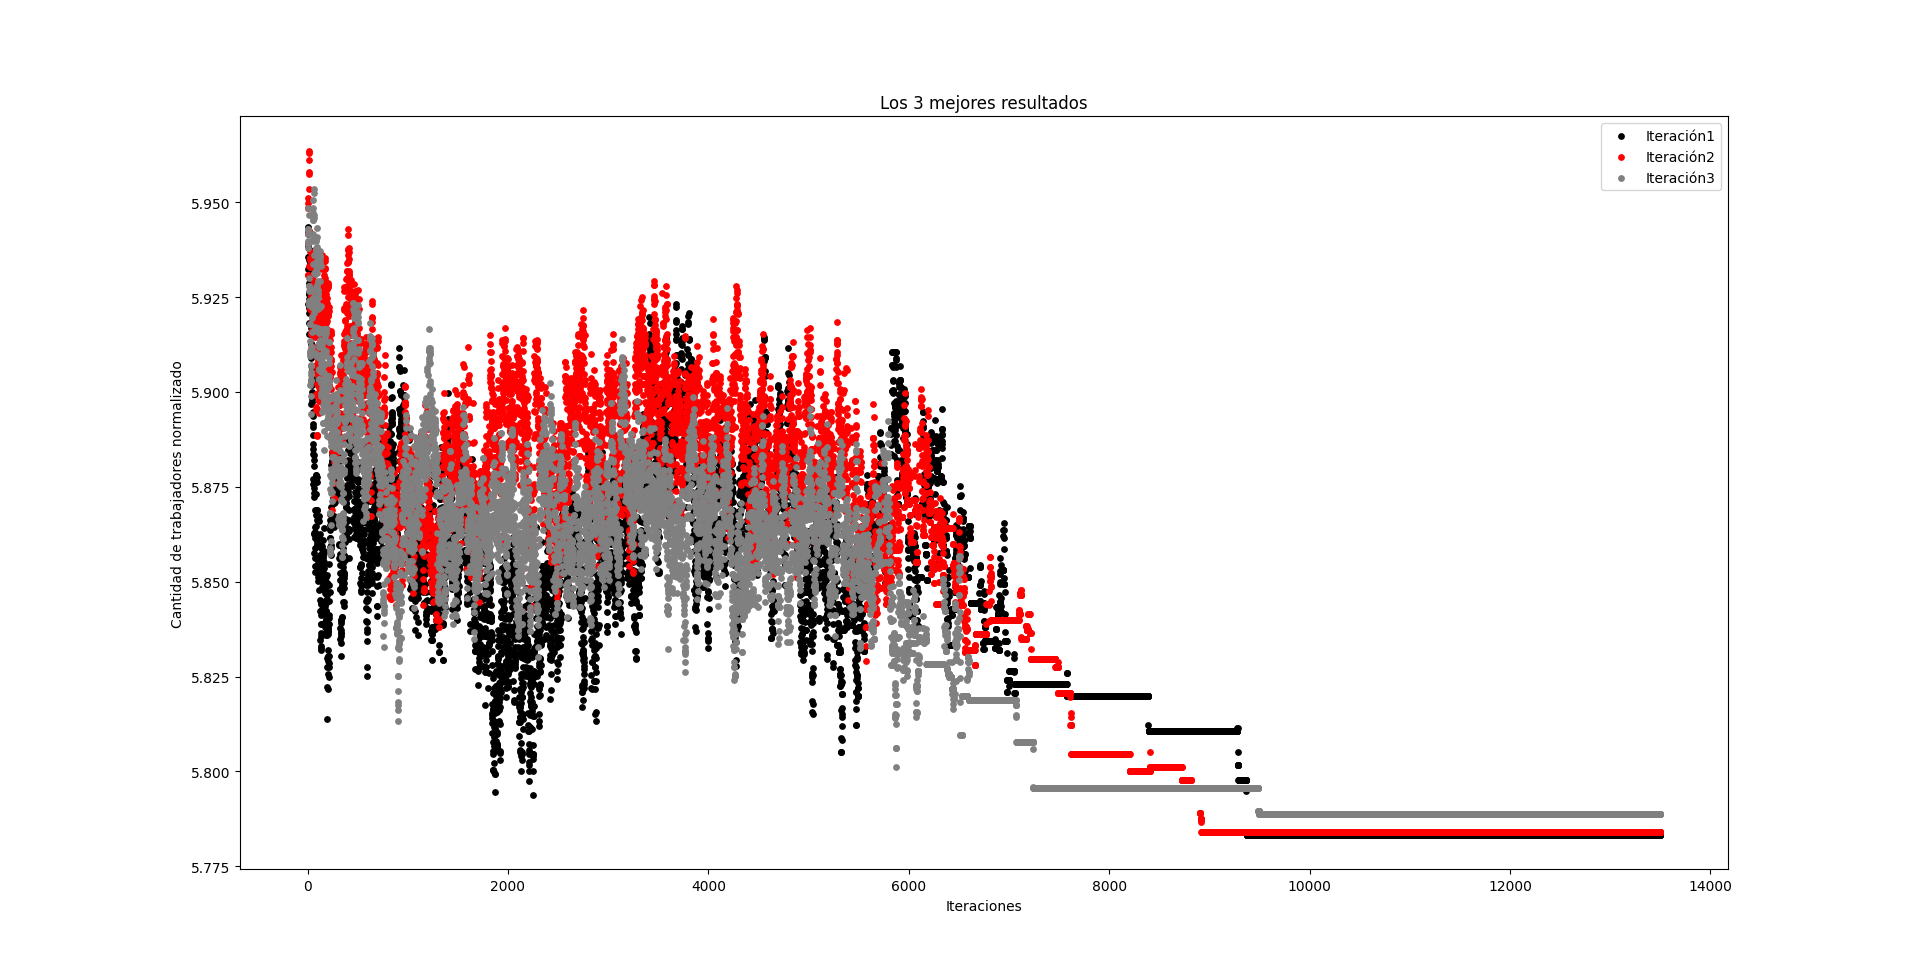 Los 3 mejores resultados
Iteración1
Iteración2
Iteración3
5.950
5.925
5.900
5.875
5.850
5.825
5.800
5.775
Cantidad de trabajadores normalizado
0 2000 4000 6000 8000 10000 12000 14000
Iteraciones